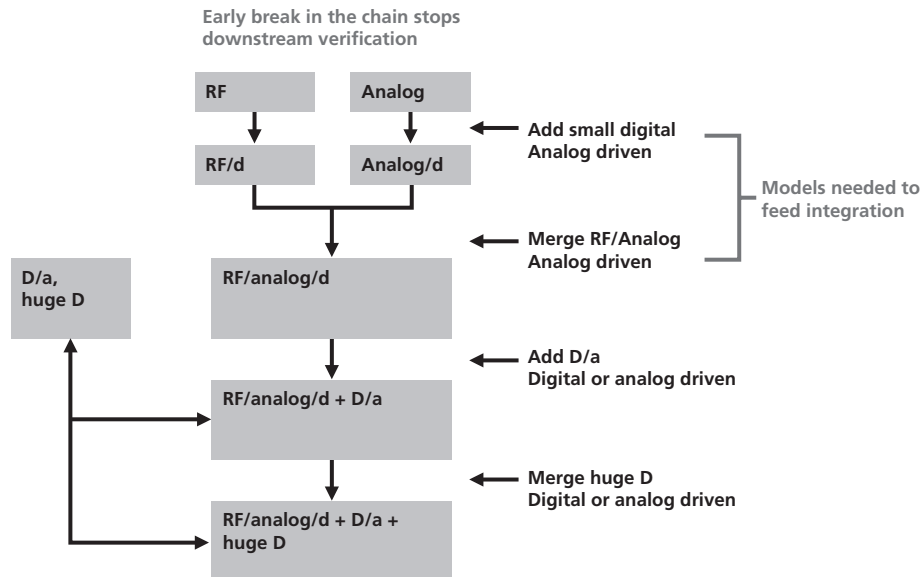 Early break in the chain stops
downstream verification
RF
Analog
Add small digital
Analog driven
RF/d
Analog/d
Models needed to
feed integration
Merge RF/Analog
Analog driven
D/a,
huge D
RF/analog/d
Add D/a
Digital or analog driven
RF/analog/d + D/a
Merge huge D
Digital or analog driven
RF/analog/d + D/a +
huge D